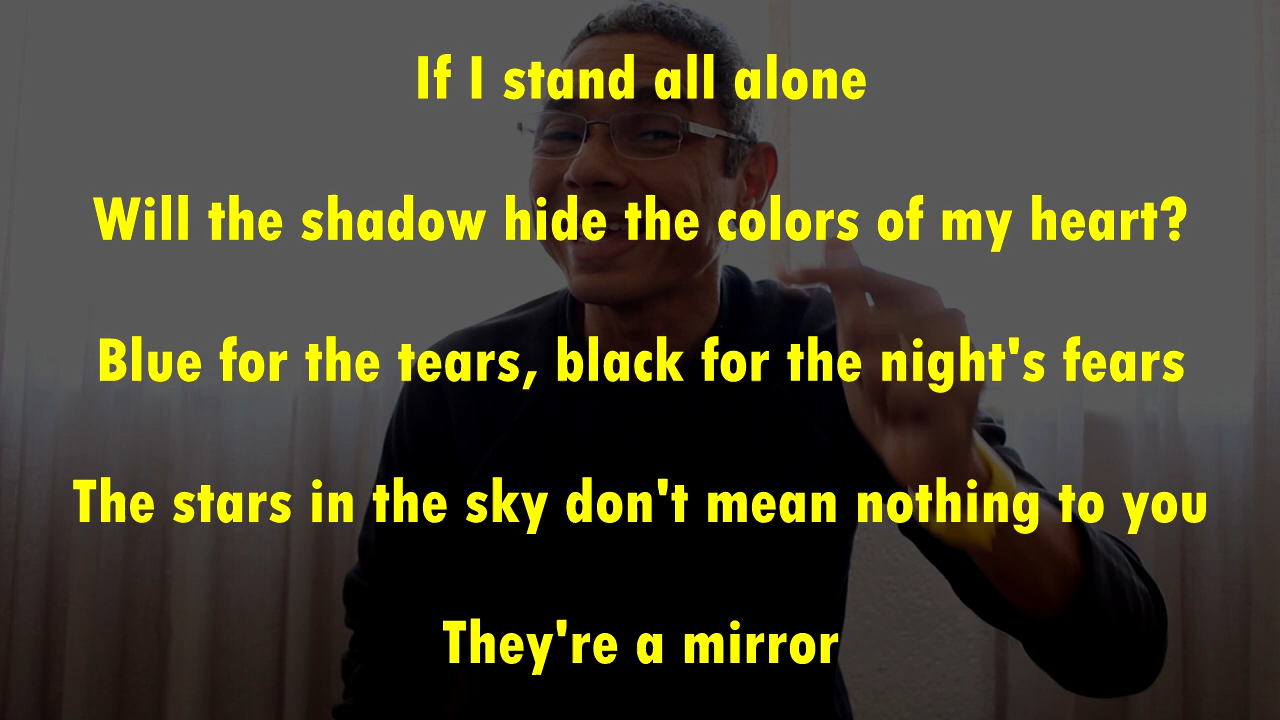 If I stand all alone
Will the shadow hide the colors of my heart?
Blue for the tears, black for the night's fears
The stars in the sky don't mean nothing to you
They're a mirror